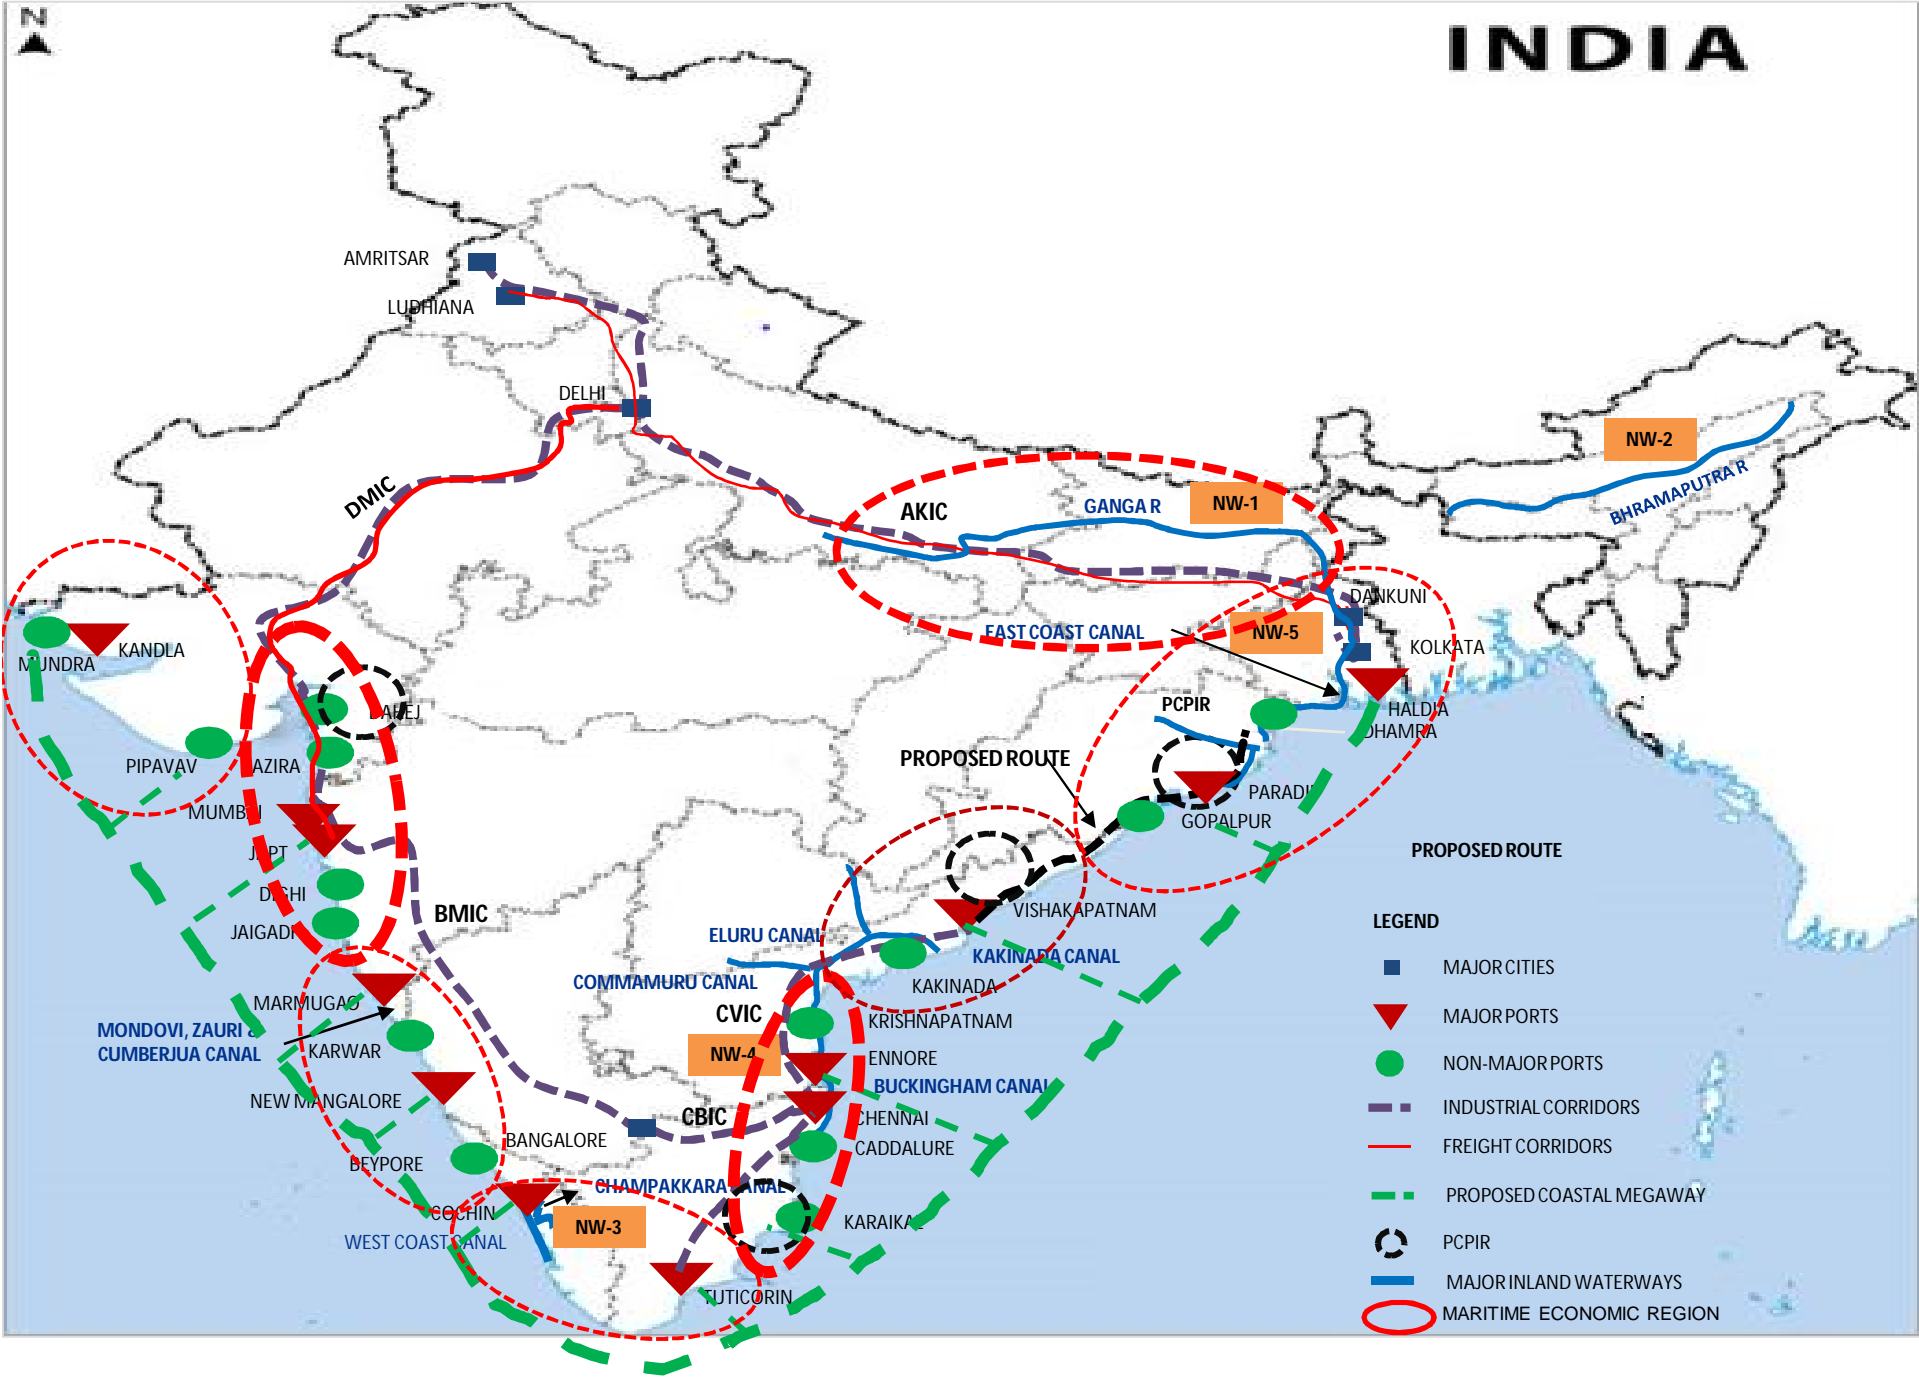 N
INDIA
AMRITSAR
LUDHIANA
DELHI
NW-2
BHRAMAPUTRA R
DMIC
AKIC
GANGA R
NW-1
DANKUNI
EAST COAST CANAL
NW-5
KOLKATA
MUNDRA
KANDLA
HALDIA
DHAMRA
PCPIR
PIPAVAV
PROPOSED ROUTE
MUMBAI
GOPALPUR
PROPOSED ROUTE
BMIC
VISHAKAPATNAM
ELURU CANAL
KAKINADA CANAL
COMMAMURU CANAL
KAKINADA
MARMUGAO
MONDOVI, ZAURI &
CUMBERJUA CANAL
KARWAR
CVIC
KRISHNAPATNAM
NW-4
ENNORE
BUCKINGHAM CANAL
NEW MANGALORE
CBIC
CHENNAI
BANGALORE
CADDALURE
BEYPORE
CHAMPAKKARA CANAL
COCHIN
NW-3
KARAIKAL
WEST COAST CANAL
TUTICORIN
LEGEND
MAJOR CITIES
MAJOR PORTS
NON-MAJOR PORTS
INDUSTRIAL CORRIDORS
FREIGHT CORRIDORS
PROPOSED COASTAL MEGAWAY
PCPIR
MAJOR INLAND WATERWAYS
MARITIME ECONOMIC REGION